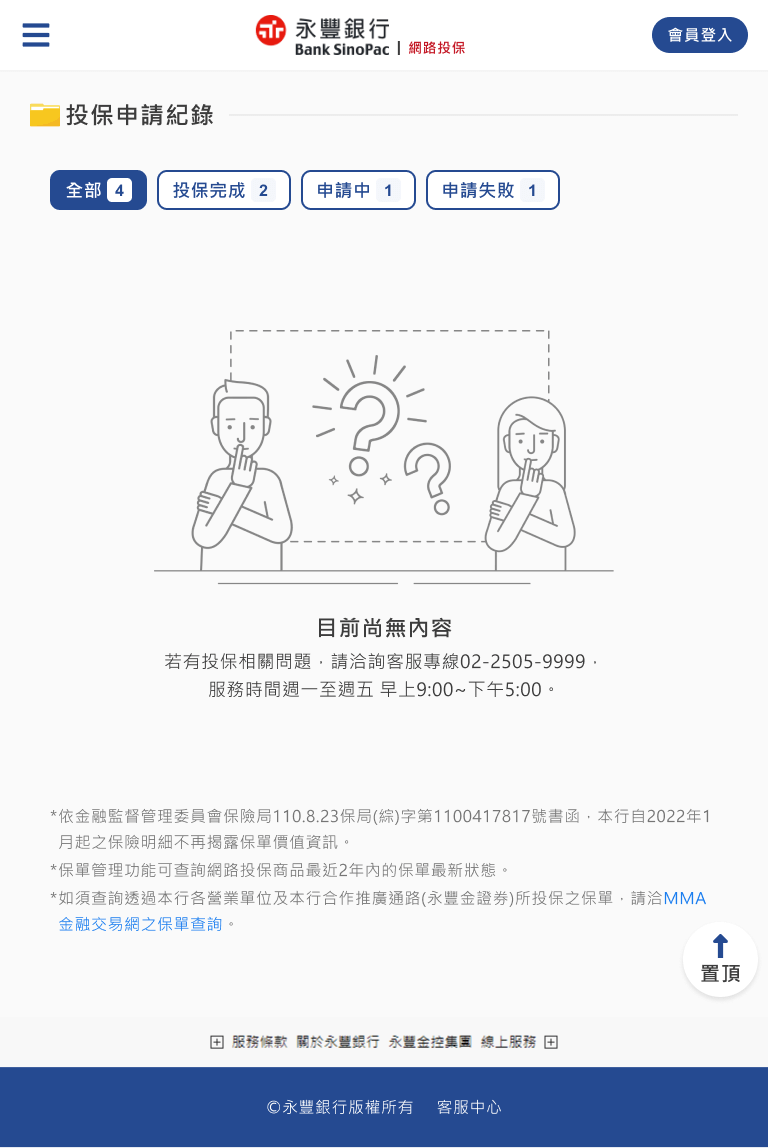 永豐銀行
Bank SinoPac | 網路投保
會員登入
投保申請紀錄
全部 4 投保完成 2 申請中 1 申請失敗 1
目前尚無內容
若有投保相關問題，請洽詢客服專線02-2505-9999，
服務時間週一至週五 早上9:00~下午5:00。
*依金融監督管理委員會保險局110.8.23保局(綜)字第1100417817號書函，本行自2022年1
月起之保險明細不再揭露保單價值資訊。
*保單管理功能可查詢網路投保商品最近2年內的保單最新狀態。
*如須查詢透過本行各營業單位及本行合作推廣通路(永豐金證券)所投保之保單，請洽MMA
金融交易網之保單查詢。
置頂
服務條款 關於永豐銀行 永豐金控集團 線上服務
©永豐銀行版權所有 客服中心